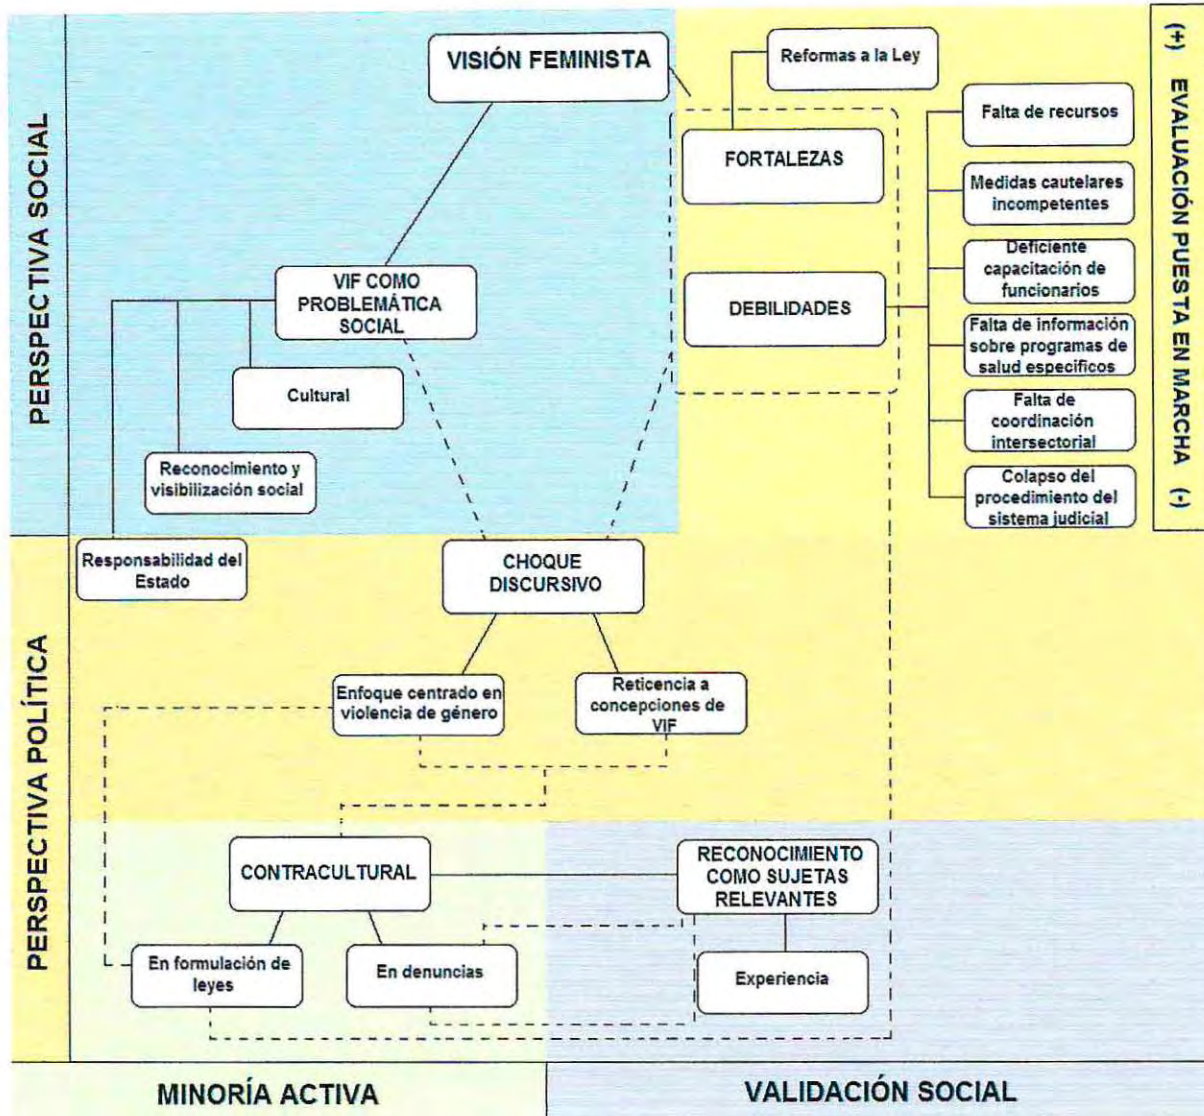 VISIÓN FEMINISTA
Reformas a la Ley
FORTALEZAS
DEBILIDADES
Falta de recursos
Medidas cautelares
incompetentes
Deficiente
capacitación de
funcionarios
Falta de información
sobre programas de
salud específicos
Falta de
coordinación
intersectorial
Colapso del
procedimiento del
sistema judicial
(+) EVALUACIÓN PUESTA EN MARCHA (-)
PERSPECTIVA SOCIAL
VIF COMO
PROBLEMÁTICA
SOCIAL
Cultural
Reconocimiento y
visibilización social
Responsabilidad del
Estado
PERSPECTIVA POLÍTICA
CHOQUE
DISCURSIVO
Enfoque centrado en
violencia de género
Reticencia a
concepciones de
VIF
CONTRACULTURAL
RECONOCIMIENTO
COMO SUJETAS
RELEVANTES
En formulación de
leyes
En denuncias
Experiencia
MINORÍA ACTIVA
VALIDACIÓN SOCIAL